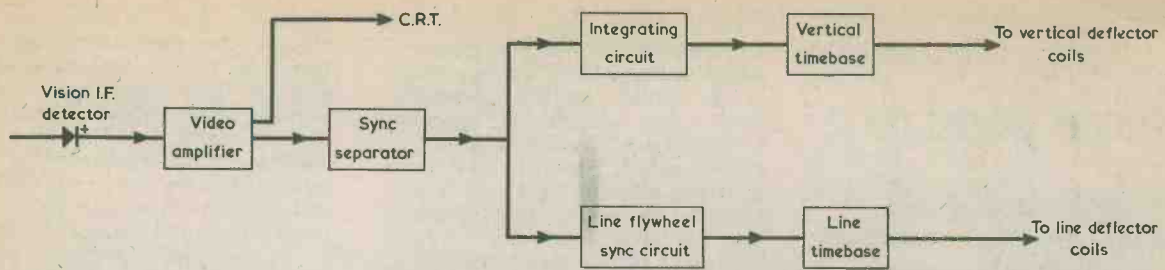 C.R.T.
Vision I.F.
detector
+
Video
amplifier
Sync
separator
Integrating
circuit
Vertical
timebase
To vertical deflector
coils
Line flywheel
sync circuit
Line
timebase
To line deflector
coils